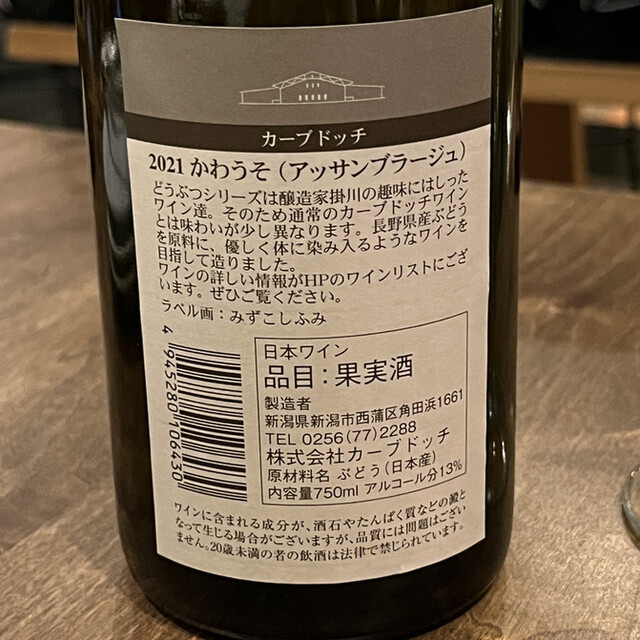 カーブドッチ
2021 かわうそ（アッサンブラージュ）
どうぶつシリーズは醸造家掛川の趣味にはしった
ワイン達。そのため通常のカーブドッチワイン
とは味わいが少し異なります。長野県産ぶどう
を原料に、優しく体に染み入るようなワインを
目指して造りました。
ワインの詳しい情報がHPのワインリストにござ
います。ぜひご覧ください。
ラベル画：みずこしふみ
4 945280 106430
日本ワイン
品目：果実酒
製造者
新潟県新潟市西蒲区角田浜1661
TEL 0256(77)2288
株式会社カーブドッチ
原材料名 ぶどう(日本産)
内容量750ml アルコール分13%
ワインに含まれる成分が、酒石やたんぱく質などの澱と
なって生じる場合がございますが、品質には問題はござい
ません。20歳未満の者の飲酒は法律で禁じられています。